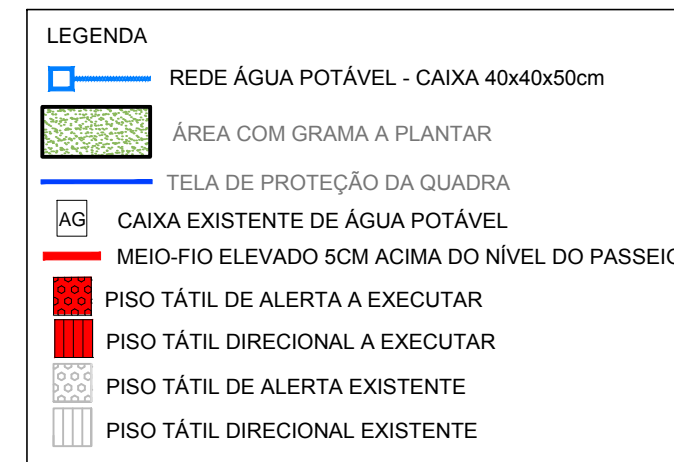 LEGENDA
REDE ÁGUA POTÁVEL - CAIXA 40x40x50cm
ÁREA COM GRAMA A PLANTAR
TELA DE PROTEÇÃO DA QUADRA
AG CAIXA EXISTENTE DE ÁGUA POTÁVEL
MEIO-FIO ELEVADO 5CM ACIMA DO NÍVEL DO PASSEIO
PISO TÁTIL DE ALERTA A EXECUTAR
PISO TÁTIL DIRECIONAL A EXECUTAR
PISO TÁTIL DE ALERTA EXISTENTE
PISO TÁTIL DIRECIONAL EXISTENTE